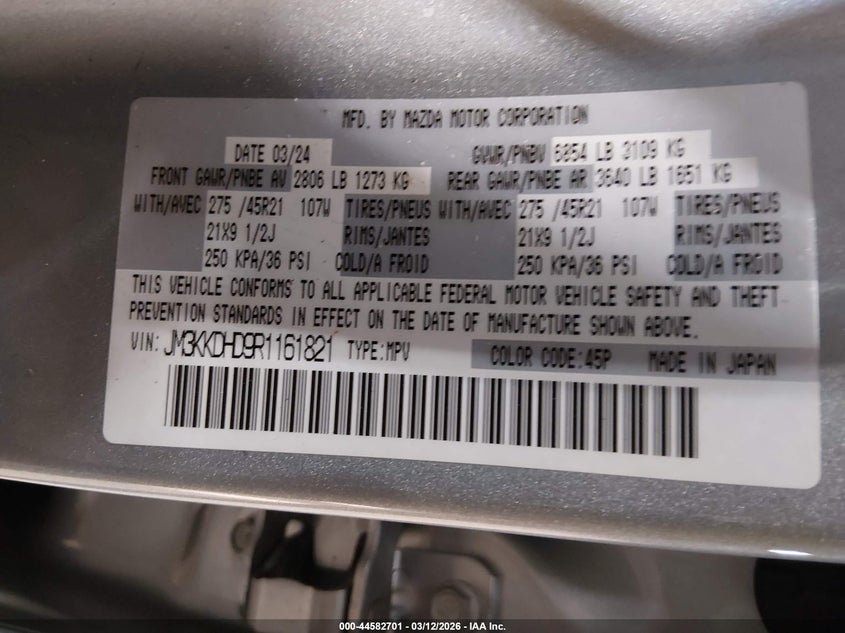 MFD. BY MAZDA MOTOR CORPORATION
DATE 03/24 GVWR/PNBV 6854 LB 3109 KG
FRONT GAWR/PNBE AV 2806 LB 1273 KG REAR GAWR/PNBE AR 3640 LB 1651 KG
WITH/AVEC 275 /45R21 107W TIRES/PNEUS WITH/AVEC 275 /45R21 107W TIRES/PNEUS
21X9 1/2J RIMS/JANTES 21X9 1/2J RIMS/JANTES
250 KPA/36 PSI COLD/A FROID 250 KPA/36 PSI COLD/A FROID
THIS VEHICLE CONFORMS TO ALL APPLICABLE FEDERAL MOTOR VEHICLE SAFETY AND THEFT
PREVENTION STANDARDS IN EFFECT ON THE DATE OF MANUFACTURE SHOWN ABOVE.
VIN: JM3KKDHD9R1161821 TYPE:MPV COLOR CODE:45P MADE IN JAPAN
000-44582701 - 03/12/2026 - IAA Inc.